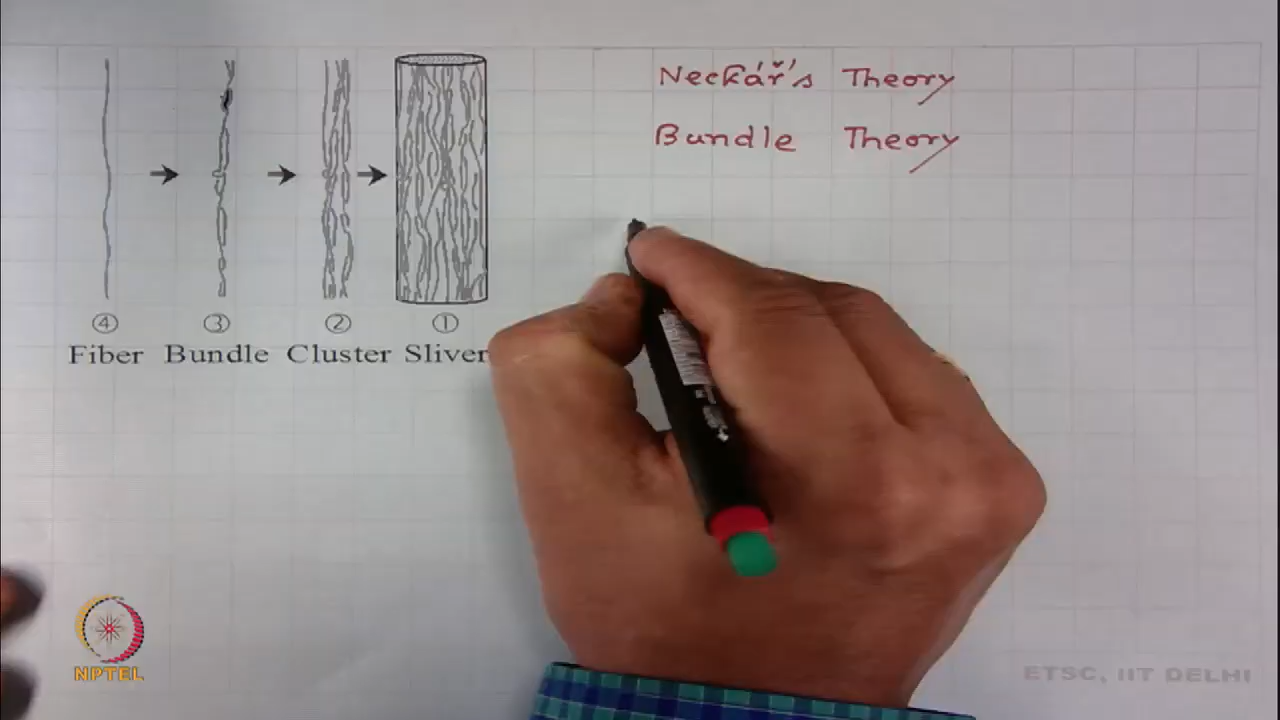 Neckář's Theory
Bundle Theory
④ ③ ② ①
Fiber Bundle Cluster Sliver
NPTEL
ETSC, IIT DELHI